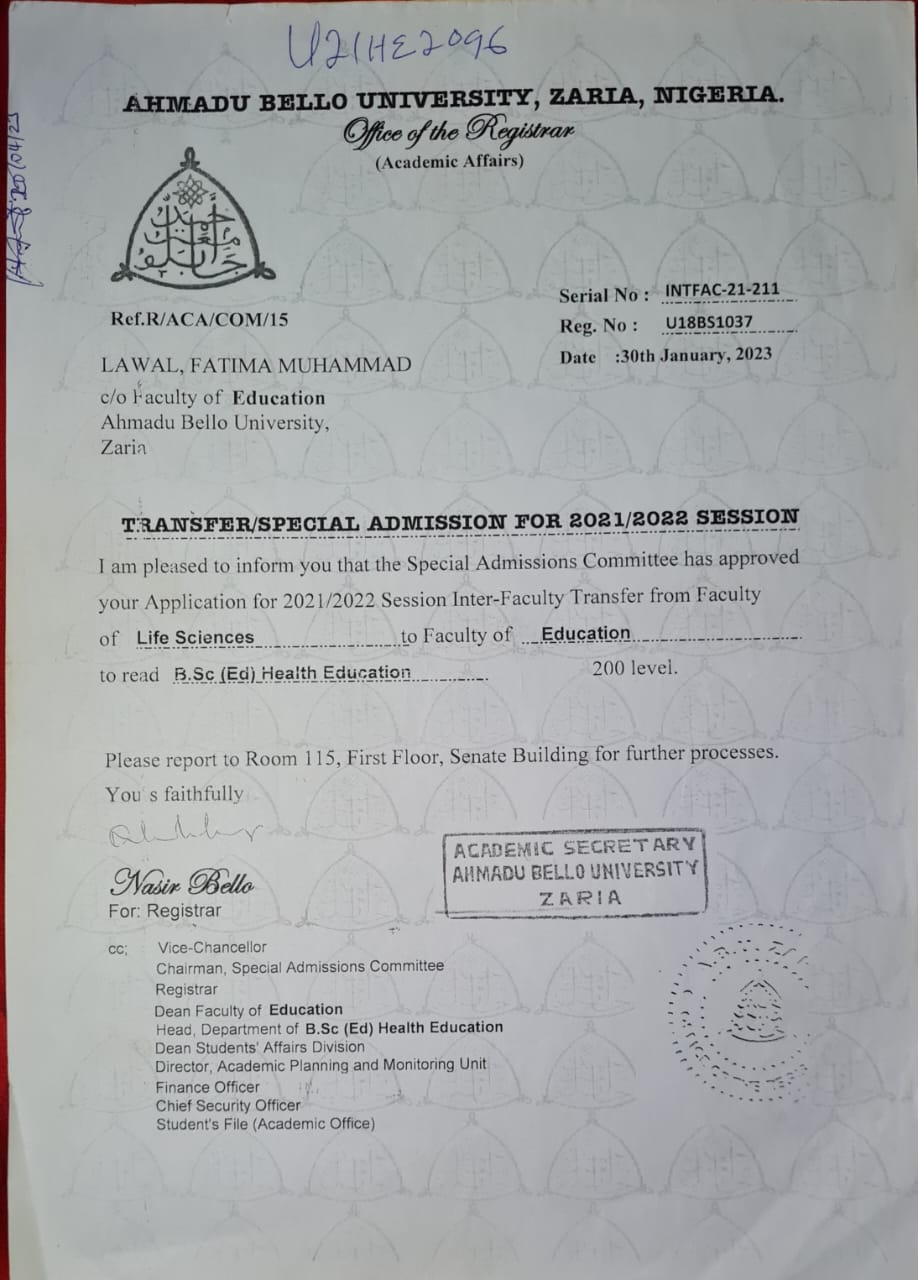 U21HE2096
AHMADU BELLO UNIVERSITY, ZARIA, NIGERIA.
Office of the Registrar
(Academic Affairs)
Serial No : INTFAC-21-211
Ref.R/ACA/COM/15
Reg. No : U18BS1037
Date :30th January, 2023
LAWAL, FATIMA MUHAMMAD
c/o Faculty of Education
Ahmadu Bello University,
Zaria
TRANSFER/SPECIAL ADMISSION FOR 2021/2022 SESSION
I am pleased to inform you that the Special Admissions Committee has approved
your Application for 2021/2022 Session Inter-Faculty Transfer from Faculty
of Life Sciences to Faculty of Education
to read B.Sc (Ed) Health Education 200 level.
Please report to Room 115, First Floor, Senate Building for further processes.
You s faithfully
Nasir Bello
For: Registrar
ACADEMIC SECRETARY
AHMADU BELLO UNIVERSITY
ZARIA
cc; Vice-Chancellor
Chairman, Special Admissions Committee
Registrar
Dean Faculty of Education
Head, Department of B.Sc (Ed) Health Education
Dean Students' Affairs Division
Director, Academic Planning and Monitoring Unit
Finance Officer
Chief Security Officer
Student's File (Academic Office)